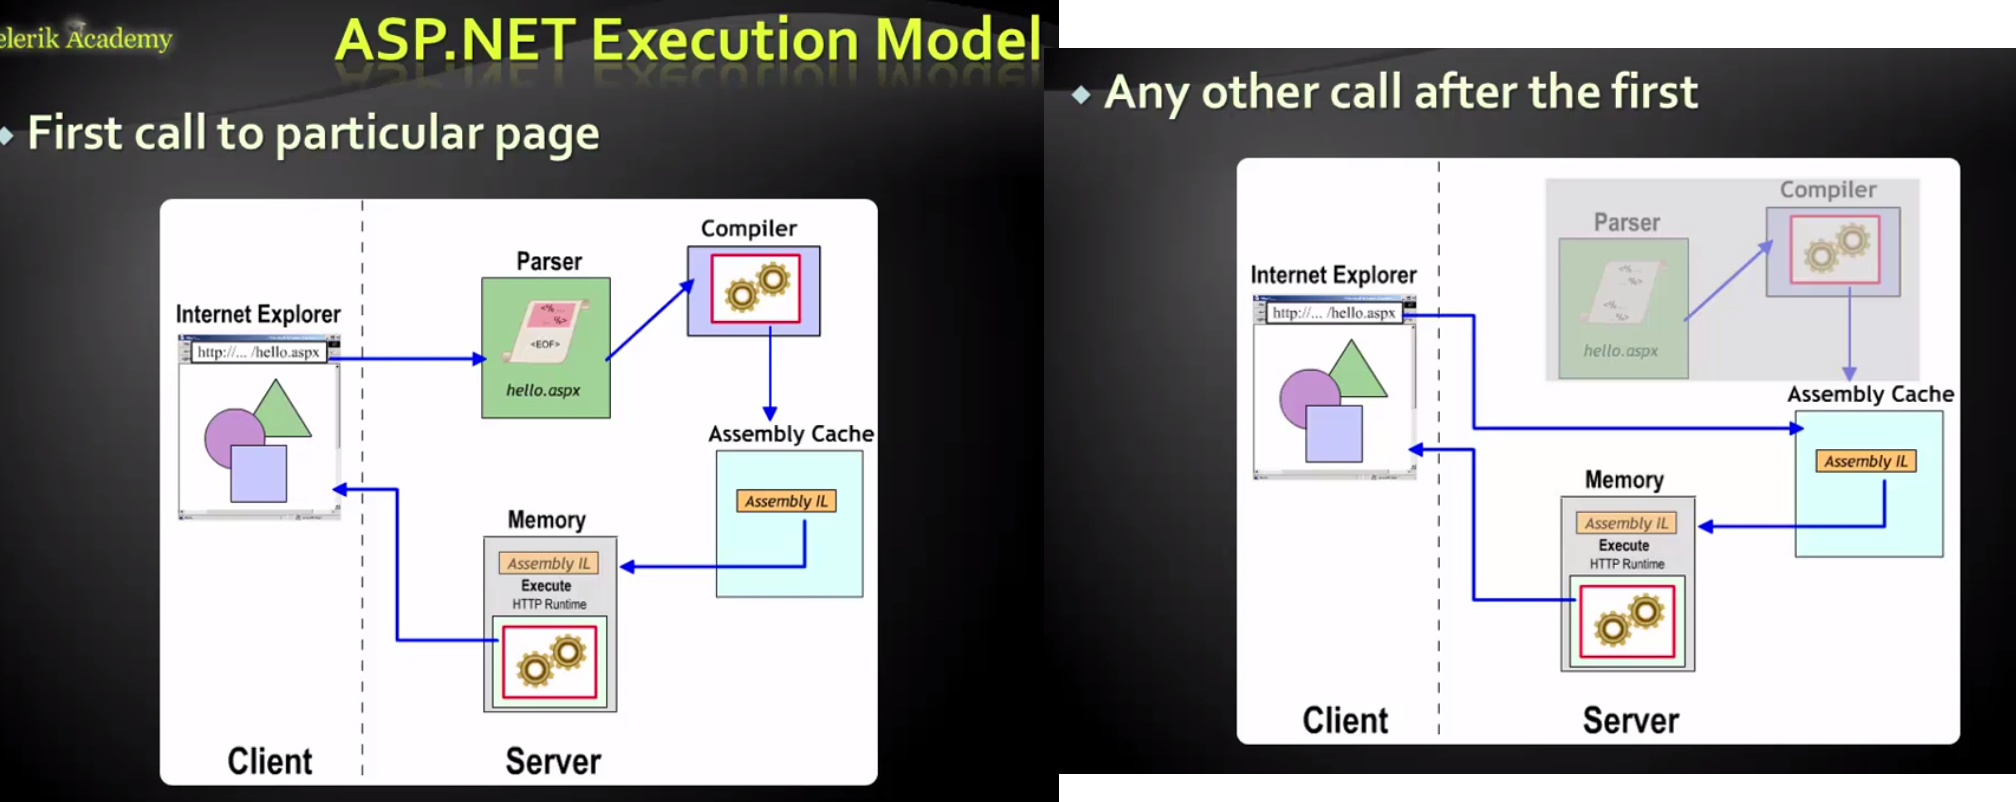 elerik Academy
ASP.NET Execution Model
First call to particular page
Compiler
Parser
Internet Explorer
http://... /hello.aspx
<%...
... %>
<EOF>
hello.aspx
Assembly Cache
Assembly IL
Memory
Assembly IL
Execute
HTTP Runtime
Client
Server
Any other call after the first
Compiler
Parser
Internet Explorer
http://... /hello.aspx
<%...
...%>
<%...
...%>
hello.aspx
Assembly Cache
Assembly IL
Memory
Assembly IL
Execute
HTTP Runtime
Client
Server